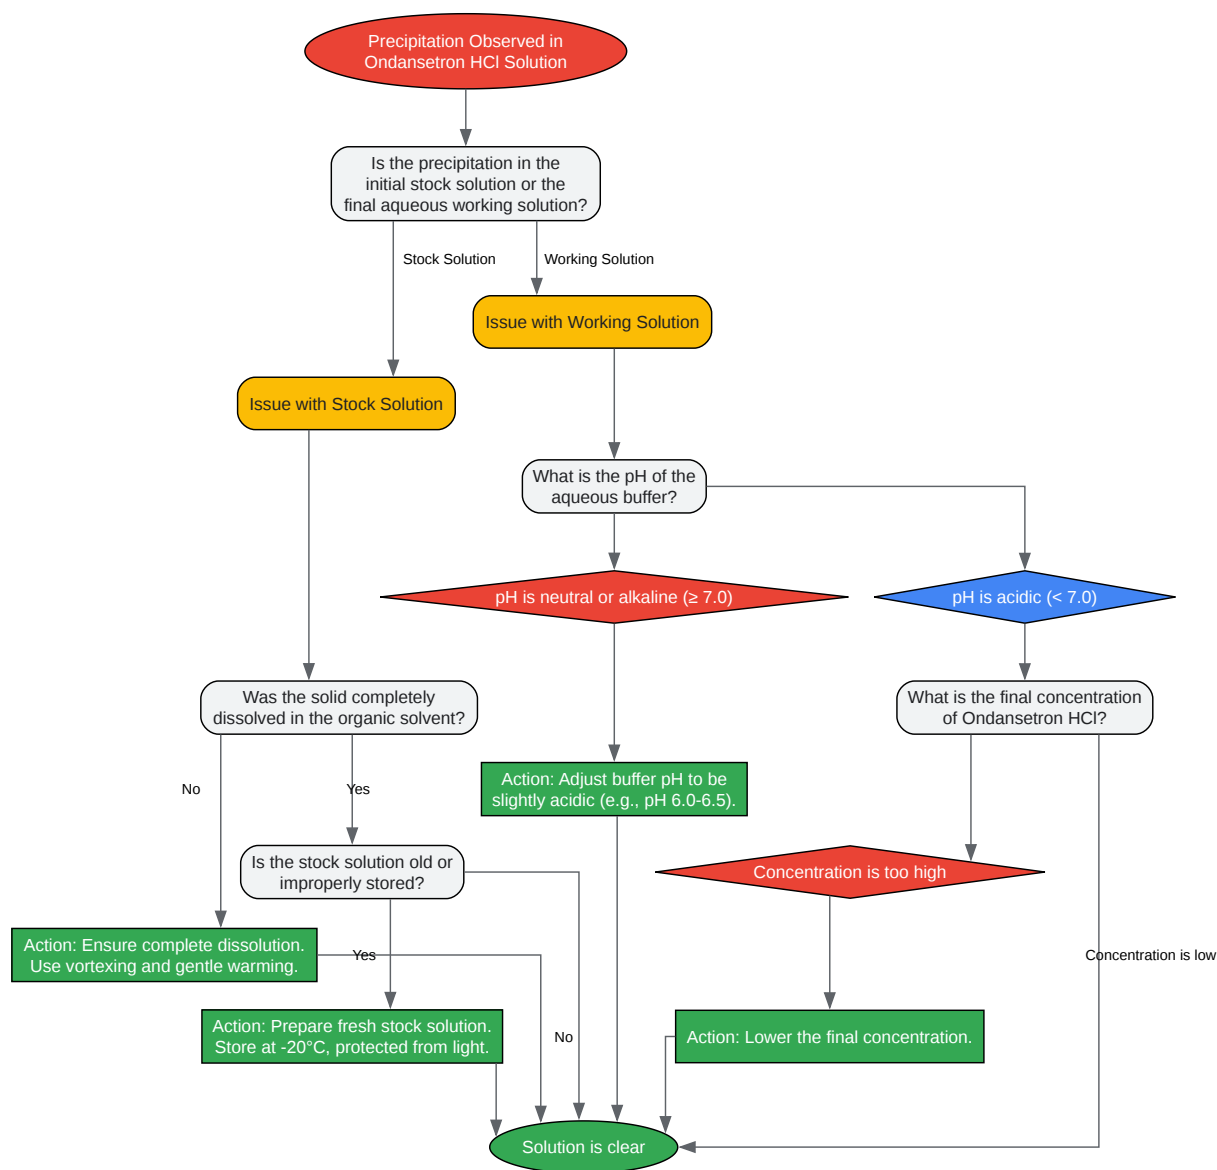 Precipitation Observed in
Ondansetron HCl Solution
Is the precipitation in the
initial stock solution or the
final aqueous working solution?
Stock Solution
Working Solution
Issue with Working Solution
Issue with Stock Solution
What is the pH of the
aqueous buffer?
pH is neutral or alkaline (≥ 7.0)
pH is acidic (< 7.0)
Was the solid completely
dissolved in the organic solvent?
What is the final concentration
of Ondansetron HCl?
No
Yes
Action: Adjust buffer pH to be
slightly acidic (e.g., pH 6.0-6.5).
Is the stock solution old or
improperly stored?
Concentration is too high
Action: Ensure complete dissolution.
Use vortexing and gentle warming.
Yes
Concentration is low
Action: Prepare fresh stock solution.
Store at -20°C, protected from light.
No
Action: Lower the final concentration.
Solution is clear